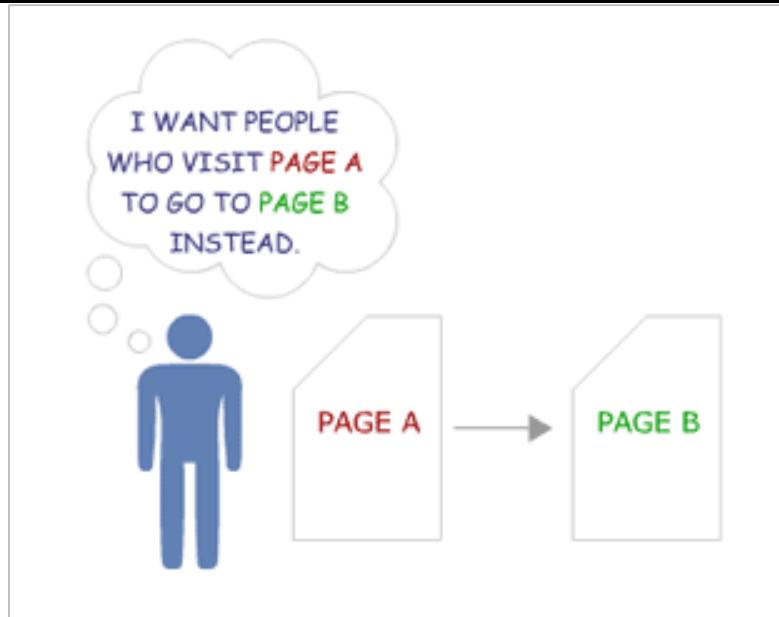 I WANT PEOPLE
WHO VISIT PAGE A
TO GO TO PAGE B
INSTEAD.
PAGE A
PAGE B